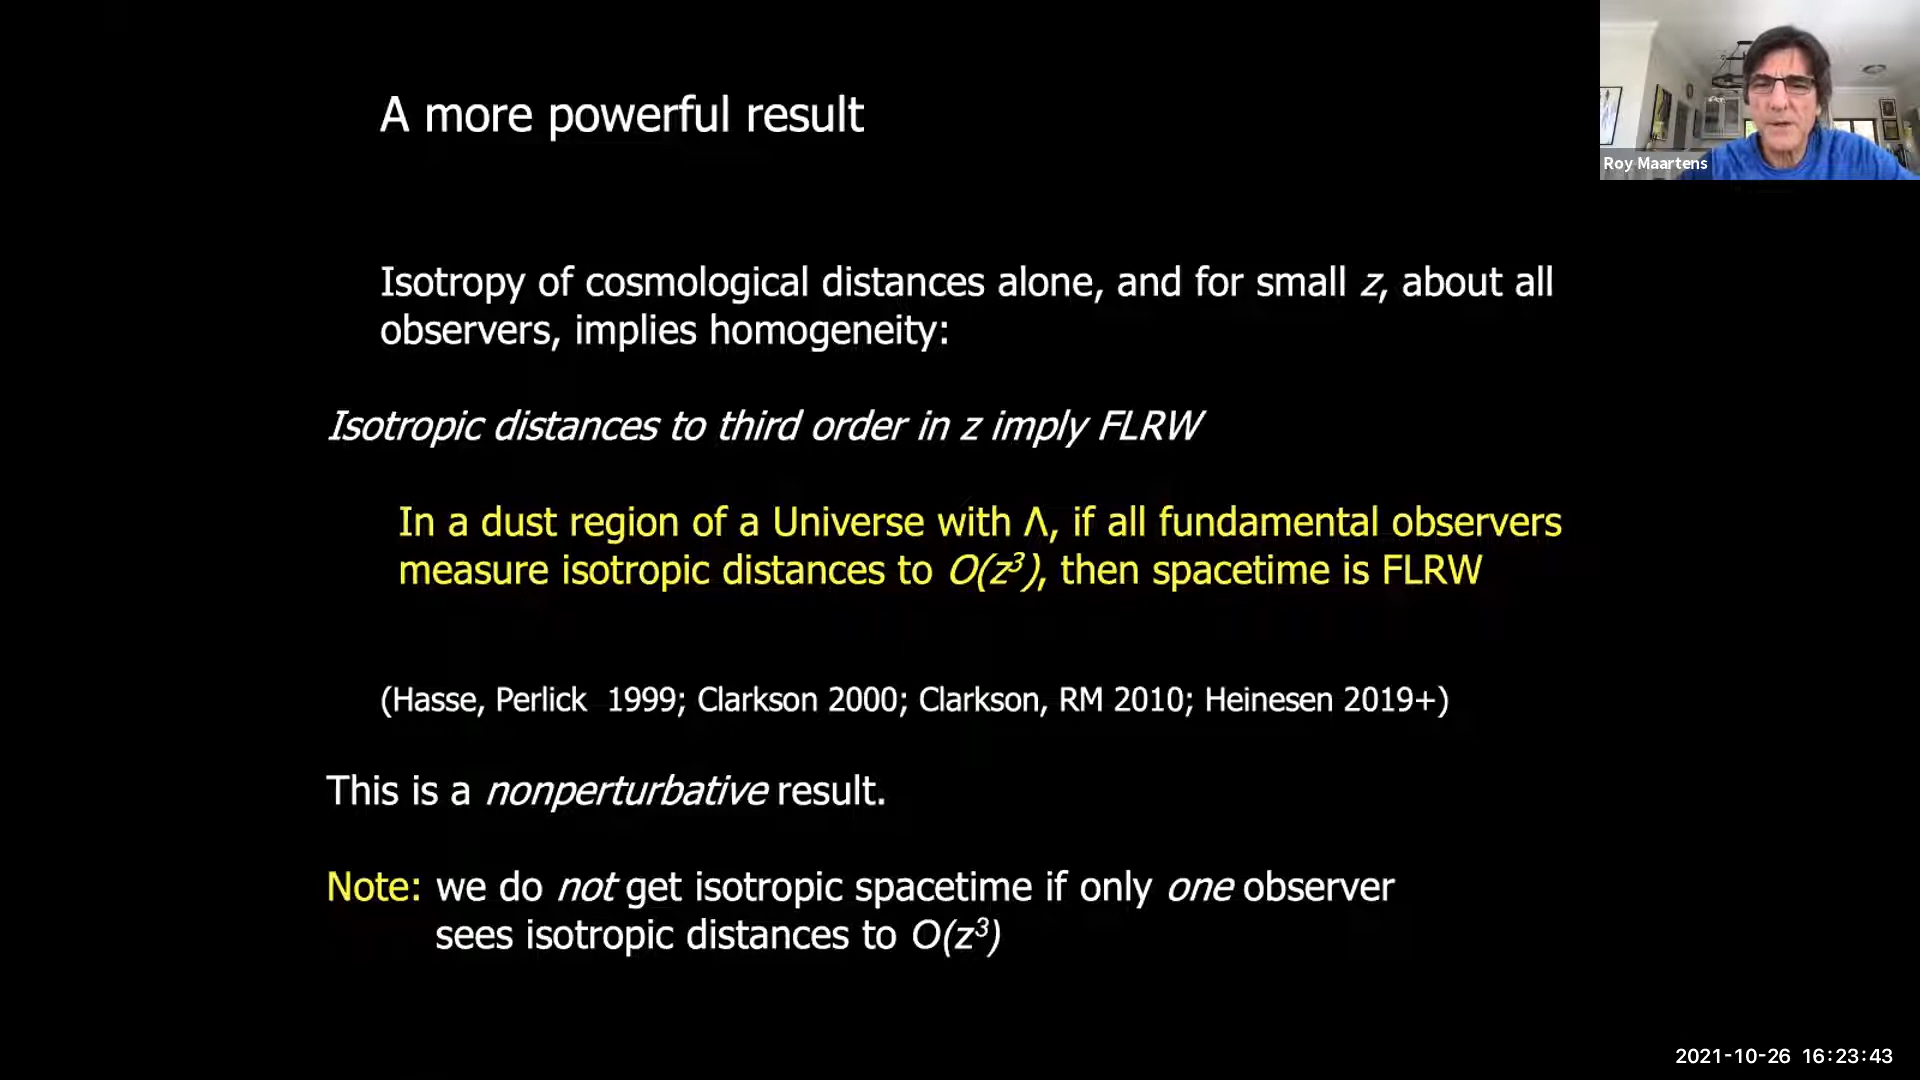 A more powerful result
Roy Maartens
Isotropy of cosmological distances alone, and for small z, about all
observers, implies homogeneity:
Isotropic distances to third order in z imply FLRW
In a dust region of a Universe with Λ, if all fundamental observers
measure isotropic distances to O(z³), then spacetime is FLRW
(Hasse, Perlick 1999; Clarkson 2000; Clarkson, RM 2010; Heinesen 2019+)
This is a nonperturbative result.
Note: we do not get isotropic spacetime if only one observer
sees isotropic distances to O(z³)
2021-10-26 16:23:43